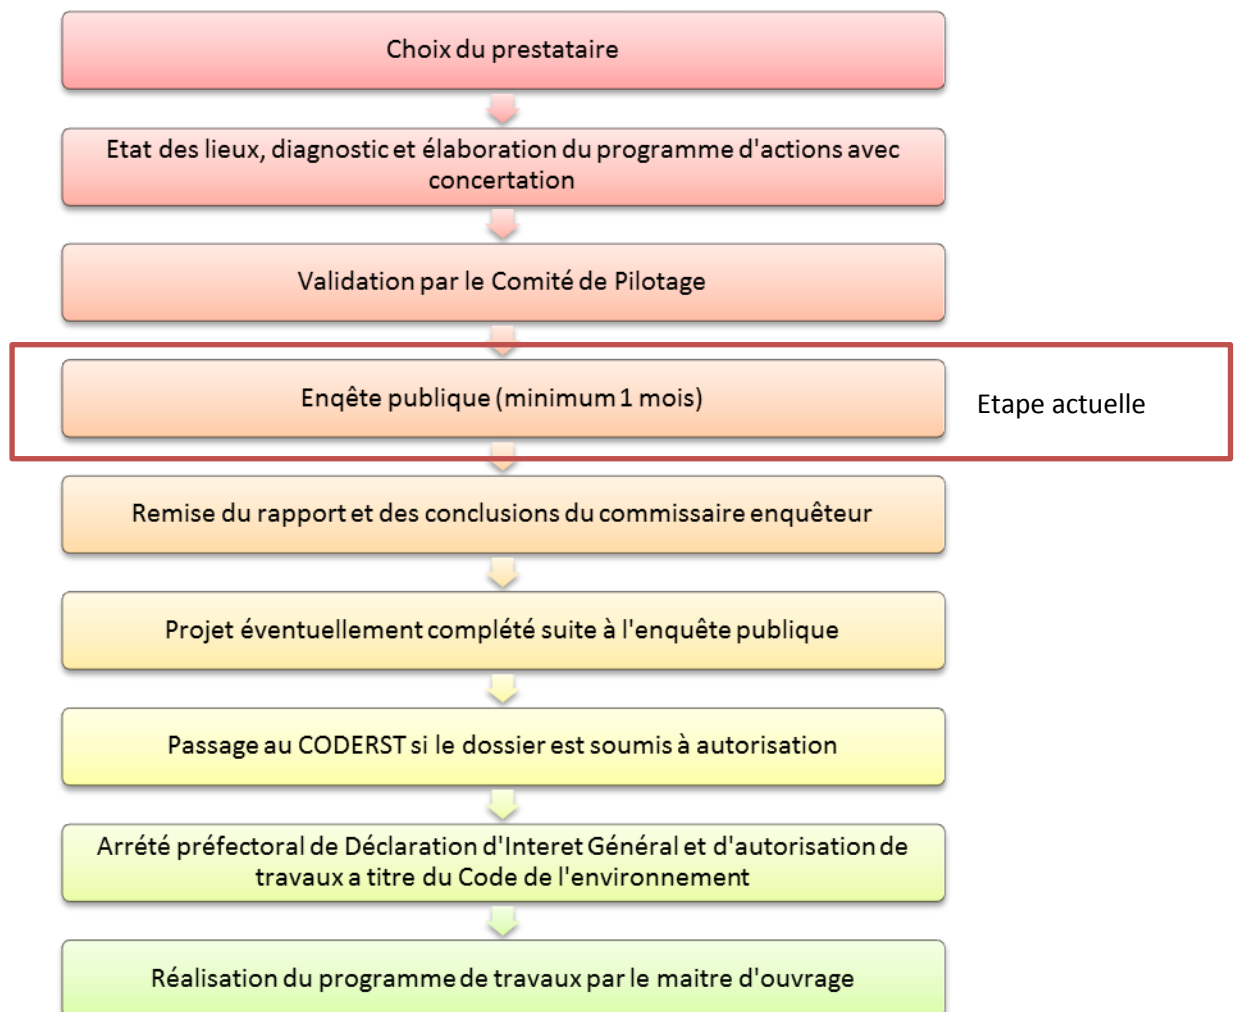 Choix du prestataire
Etat des lieux, diagnostic et élaboration du programme d'actions avec
concertation
Validation par le Comité de Pilotage
Enqête publique (minimum 1 mois)
Etape actuelle
Remise du rapport et des conclusions du commissaire enquêteur
Projet éventuellement complété suite à l'enquête publique
Passage au CODERST si le dossier est soumis à autorisation
Arrété préfectoral de Déclaration d'Interet Général et d'autorisation de
travaux a titre du Code de l'environnement
Réalisation du programme de travaux par le maitre d'ouvrage